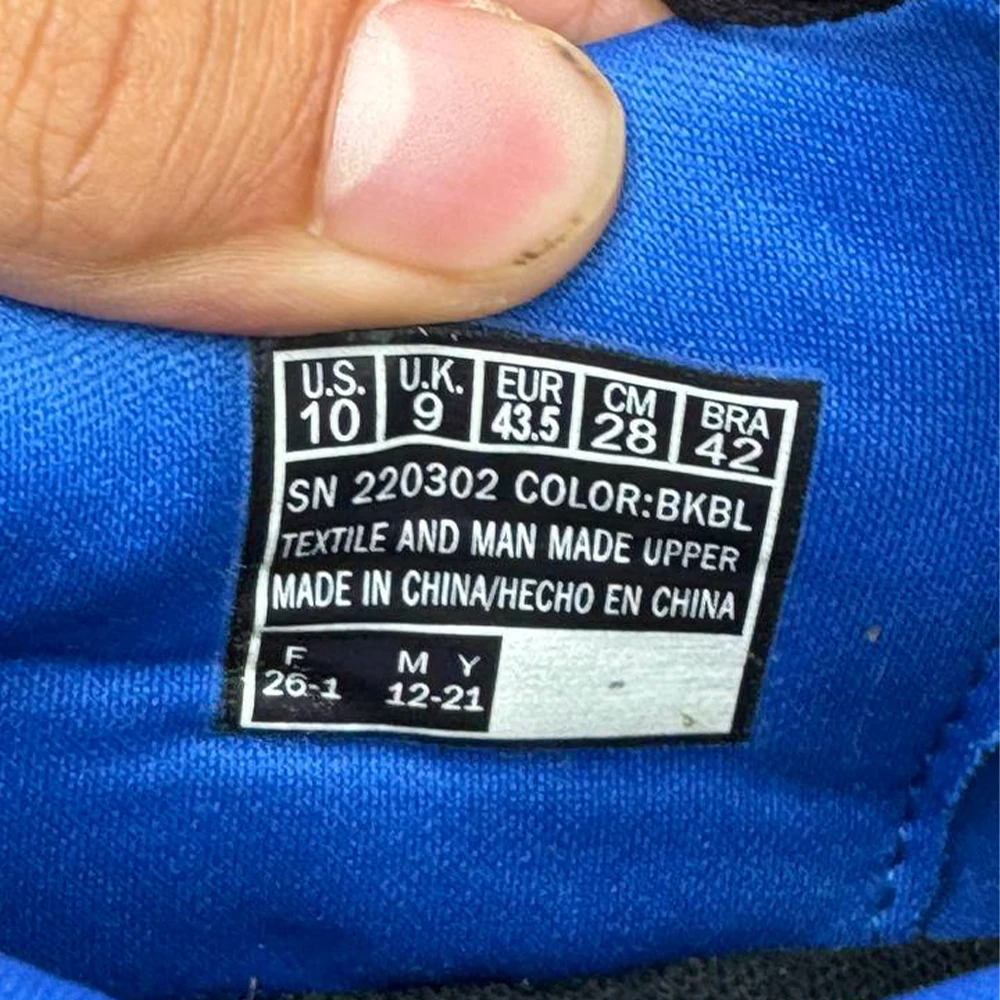 U.S. U.K. EUR CM BRA
10 9 43.5 28 42
SN 220302 COLOR:BKBL
TEXTILE AND MAN MADE UPPER
MADE IN CHINA/HECHO EN CHINA
F M Y
26-1 12-21